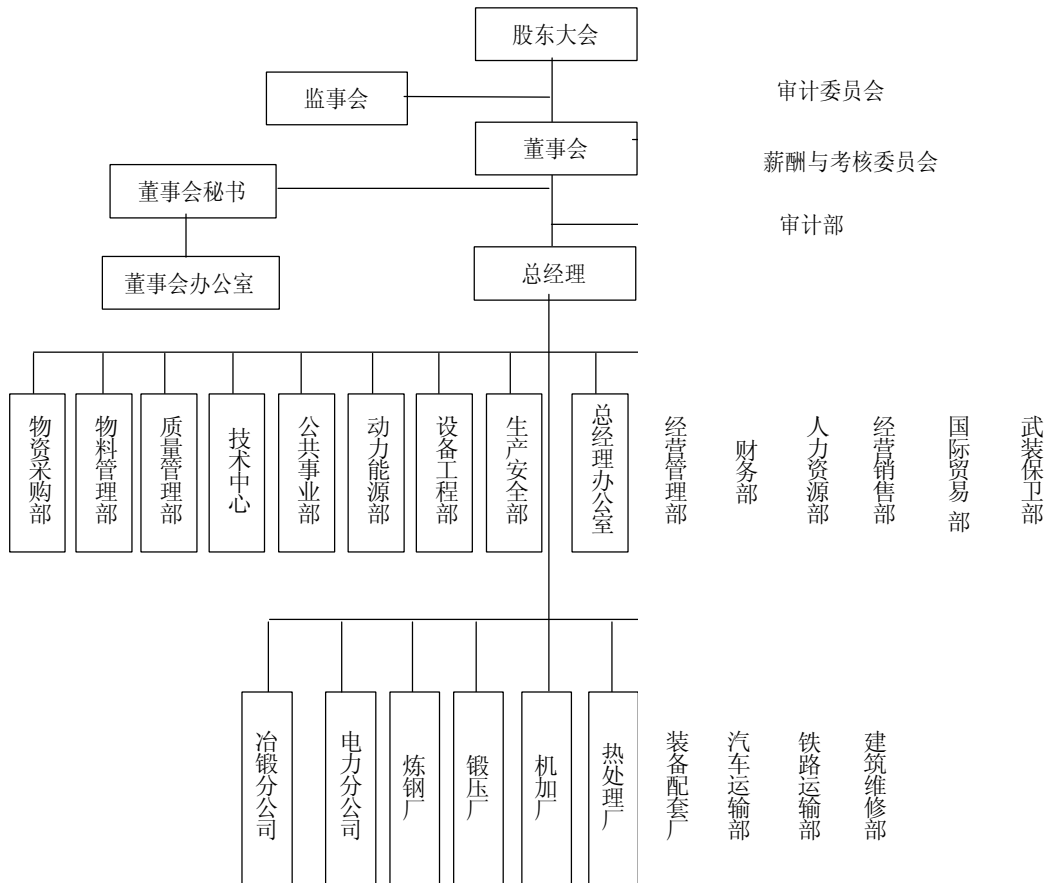 股东大会
监事会
审计委员会
董事会
薪酬与考核委员会
董事会秘书
审计部
董事会办公室
总经理
物资采购部
物料管理部
质量管理部
技术中心
公共事业部
动力能源部
设备工程部
生产安全部
总经理办公室
经营管理部
财务部
人力资源部
经营销售部
国际贸易 部
武装保卫部
冶锻分公司
电力分公司
炼钢厂
锻压厂
机加厂
热处理厂
装备配套厂
汽车运输部
铁路运输部
建筑维修部